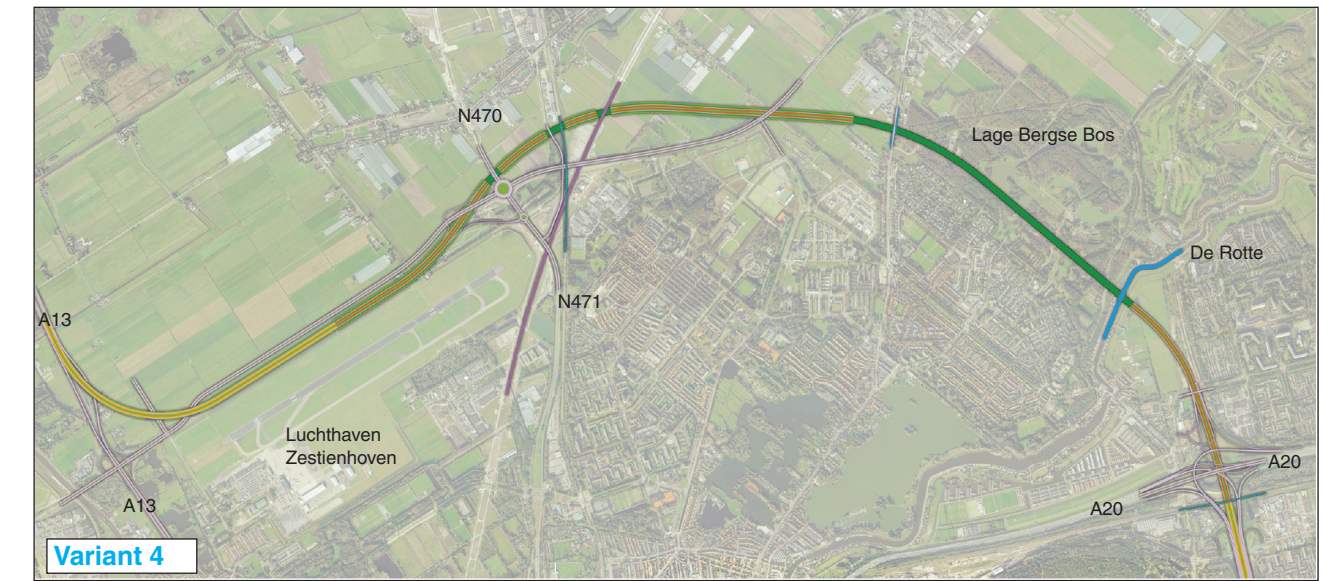 N470
Lage Bergse Bos
De Rotte
N471
A13
Luchthaven
Zestienhoven
A20
A13
A20
Variant 4